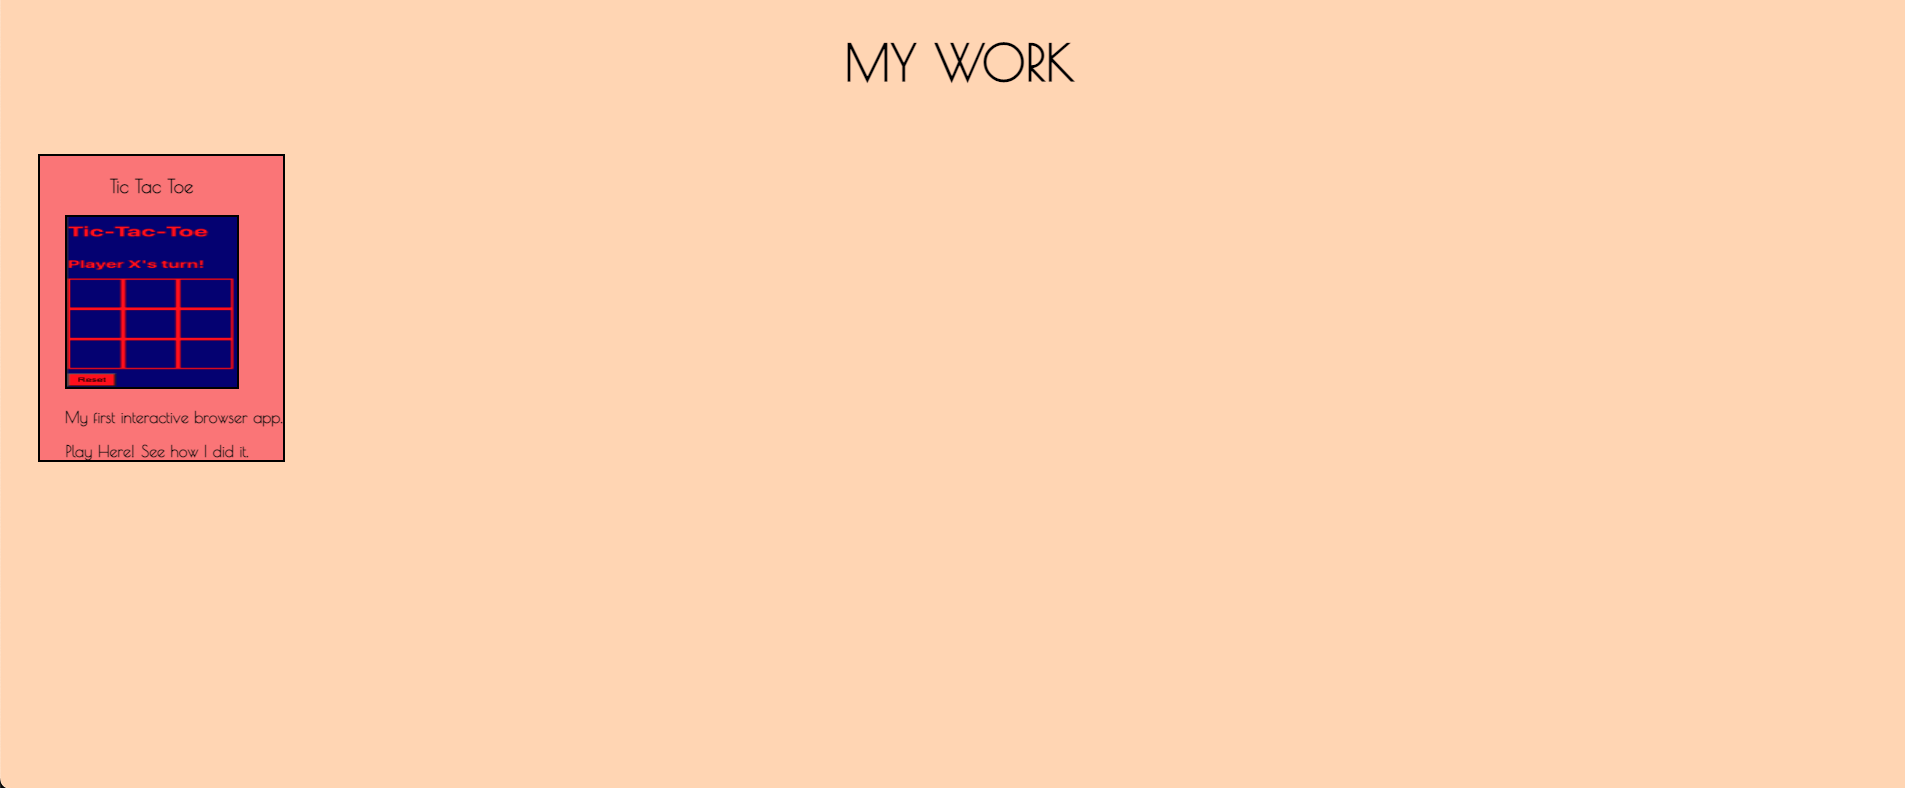 MY WORK
Tic Tac Toe
Tic-Tac-Toe
Player X's turn!
Reset
My first interactive browser app.
Play Here! See how I did it.